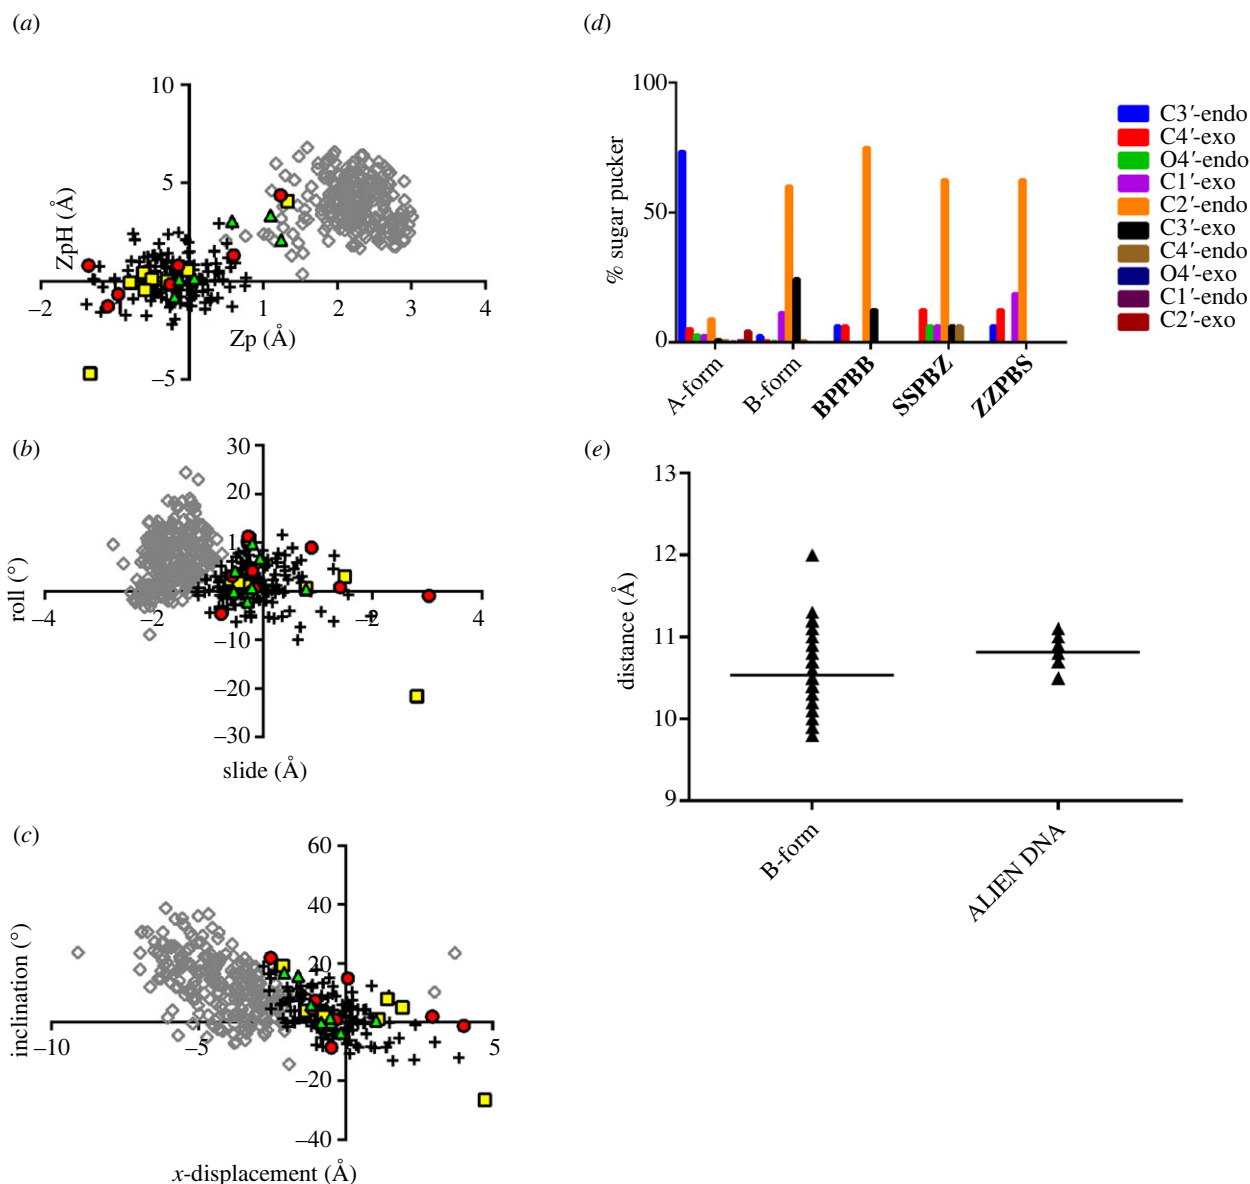 (a)
10
5
−5
−2
1
2
3
4
ZpH (Å)
Zp (Å)
(b)
30
20
1
−10
−20
−30
−4
−2
2
4
roll (°)
slide (Å)
(c)
60
40
20
−20
−40
−10
−5
5
inclination (°)
x-displacement (Å)
(d)
100
50
0
% sugar pucker
A-form
B-form
BPPBB
SSPBZ
ZZPBS
C3′-endo
C4′-exo
O4′-endo
C1′-exo
C2′-endo
C3′-exo
C4′-endo
O4′-exo
C1′-endo
C2′-exo
(e)
13
12
11
10
9
distance (Å)
B-form
ALIEN DNA